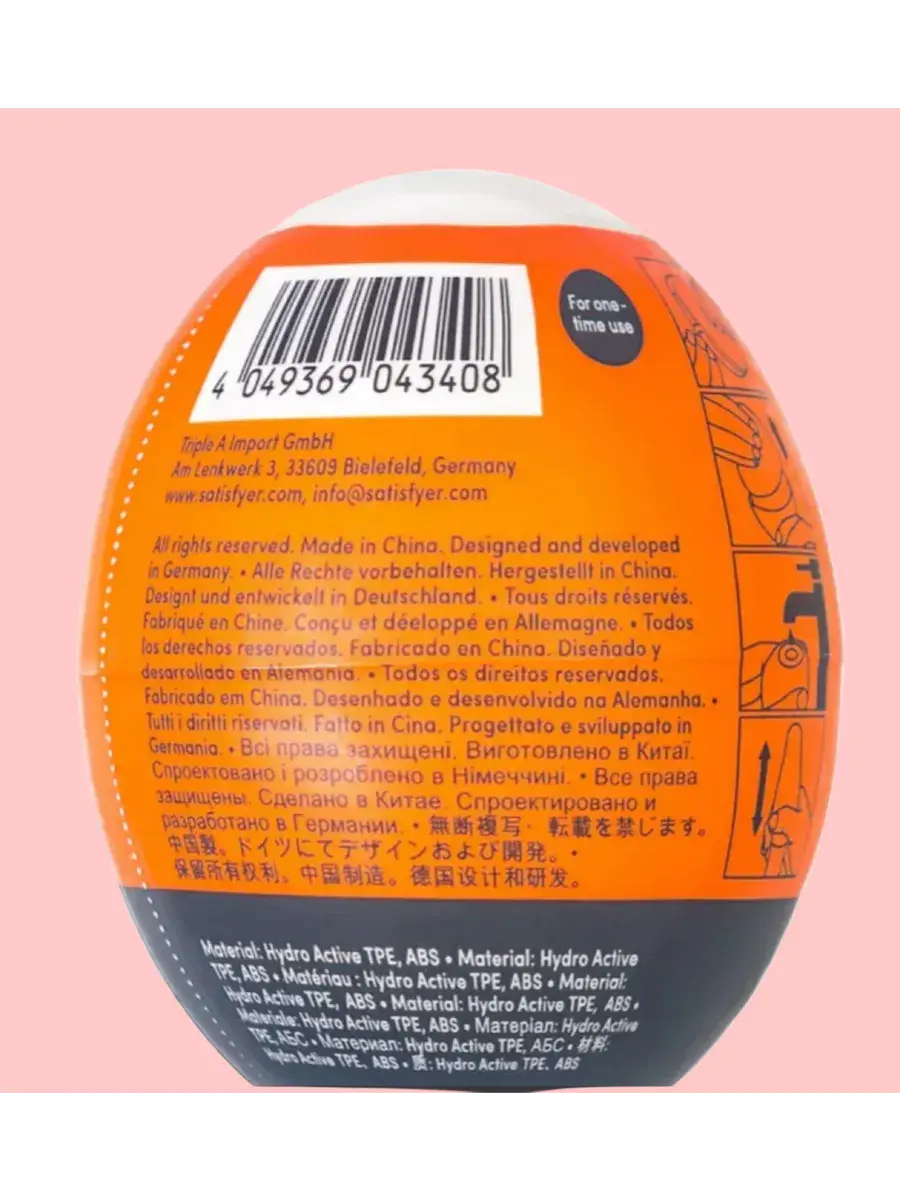 For one-
time use
4 049369 043408
Triple A Import GmbH
Am Lenkwerk 3, 33609 Bielefeld, Germany
www.satisfyer.com, info@satisfyer.com
All rights reserved. Made in China. Designed and developed
in Germany. • Alle Rechte vorbehalten. Hergestellt in China.
Designt und entwickelt in Deutschland. • Tous droits réservés.
Fabriqué en Chine. Conçu et déeloppé en Allemagne. • Todos
los derechos reservados. Fabricado en China. Diseñado y
desarrollado en Alemania. • Todos os direitos reservados.
Fabricado em China. Desenhado e desenvolvido na Alemanha. •
Tutti i diritti riservati. Fatto in Cina. Progettato e sviluppato in
Germania. • Всі права захищені. Виготовлено в Китаї.
Спроектовано і розроблено в Німеччині. • Все права
защищены. Сделано в Китае. Спроектировано и
разработано в Германии. • 無断複写· 転載を禁じます。
中国製。ドイツにてデザインおよび開発。•
保留所有权利。中国制造。德国设计和研发。
Material: Hydro Active TPE, ABS • Material: Hydro Active
TPE, ABS • Matériau : Hydro Active TPE, ABS • Material:
Hydro Active TPE, ABS • Material: Hydro Active TPE, ABS •
Materiale: Hydro Active TPE, ABS • Матеріал: Hydro Active
TPE, АБС • Материал: Hydro Active TPE, АБС • 材料:
Hydro Active TPE, ABS • 质: Hydro Active TPE, ABS